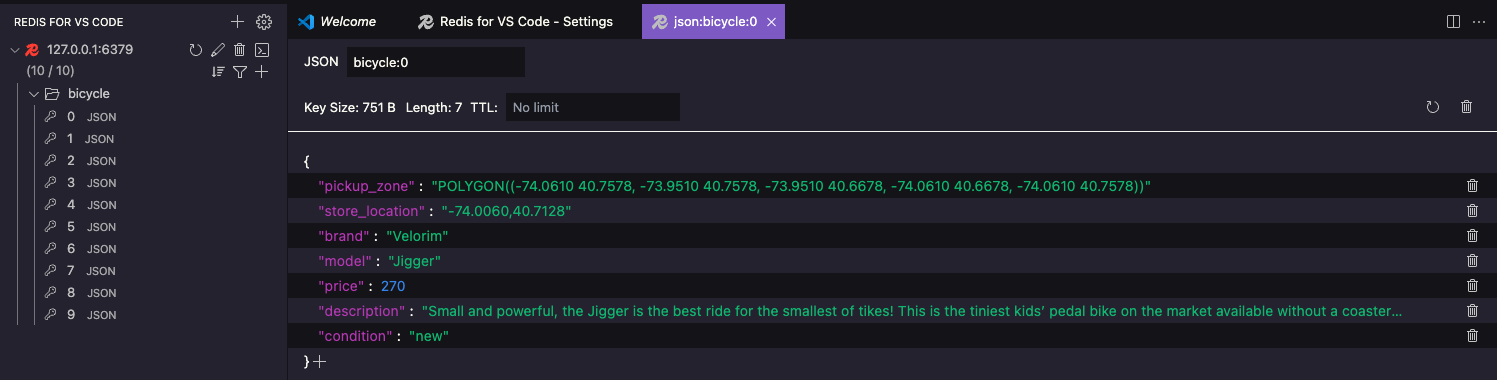 REDIS FOR VS CODE
127.0.0.1:6379
(10 / 10)
bicycle
0 JSON
1 JSON
2 JSON
3 JSON
4 JSON
5 JSON
6 JSON
7 JSON
8 JSON
9 JSON
Welcome Redis for VS Code - Settings json:bicycle:0
JSON bicycle:0
Key Size: 751 B Length: 7 TTL: No limit
{
"pickup_zone" : "POLYGON((-74.0610 40.7578, -73.9510 40.7578, -73.9510 40.6678, -74.0610 40.6678, -74.0610 40.7578))"
"store_location" : "-74.0060,40.7128"
"brand" : "Velorim"
"model" : "Jigger"
"price" : 270
"description" : "Small and powerful, the Jigger is the best ride for the smallest of tikes! This is the tiniest kids’ pedal bike on the market available without a coaster...
"condition" : "new"
}